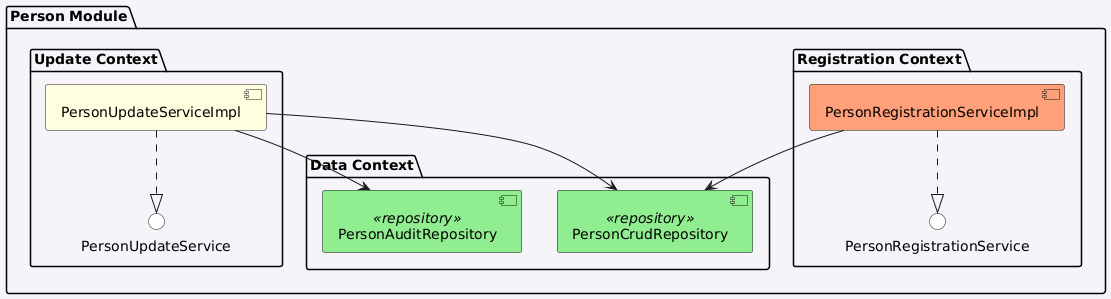 Person Module
Update Context
Registration Context
PersonUpdateServiceImpl
PersonRegistrationServiceImpl
Data Context
«repository»
PersonAuditRepository
«repository»
PersonCrudRepository
PersonUpdateService
PersonRegistrationService